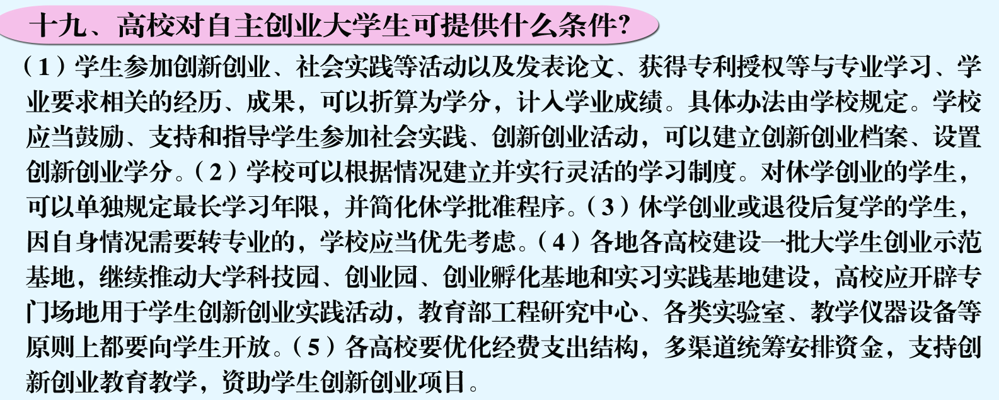 十九、高校对自主创业大学生可提供什么条件?
（1）学生参加创新创业、社会实践等活动以及发表论文、获得专利授权等与专业学习、学
业要求相关的经历、成果，可以折算为学分，计入学业成绩。具体办法由学校规定。学校
应当鼓励、支持和指导学生参加社会实践、创新创业活动，可以建立创新创业档案、设置
创新创业学分。（2）学校可以根据情况建立并实行灵活的学习制度。对休学创业的学生，
可以单独规定最长学习年限，并简化休学批准程序。（3）休学创业或退役后复学的学生，
因自身情况需要转专业的，学校应当优先考虑。（4）各地各高校建设一批大学生创业示范
基地，继续推动大学科技园、创业园、创业孵化基地和实习实践基地建设，高校应开辟专
门场地用于学生创新创业实践活动，教育部工程研究中心、各类实验室、教学仪器设备等
原则上都要向学生开放。（5）各高校要优化经费支出结构，多渠道统筹安排资金，支持创
新创业教育教学，资助学生创新创业项目。